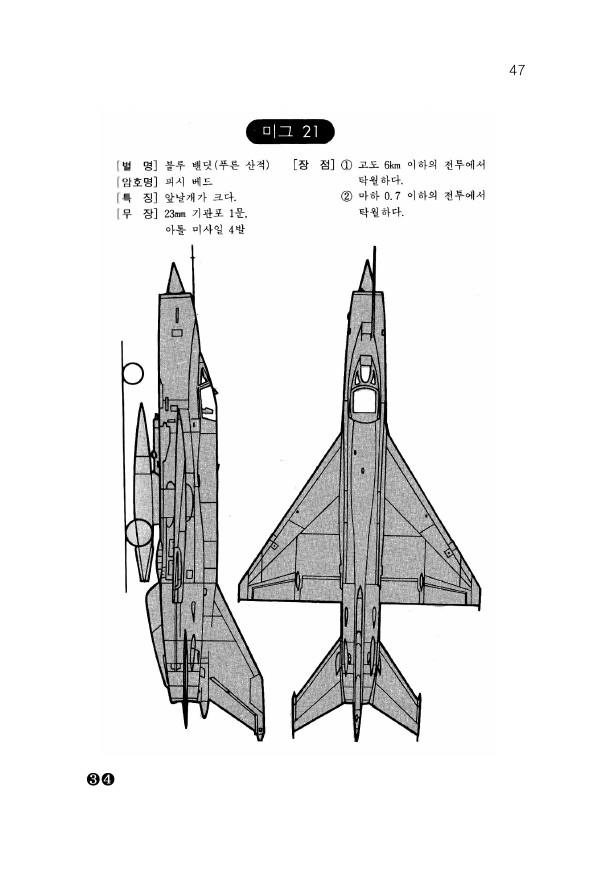 47
미그 21
[별 명] 블루 밴딧(푸른 산적)
[암호명] 피시 베드
[특 징] 앞날개가 크다.
[무 장] 23mm 기관포 1문,
아톨 미사일 4발
[장 점] ① 고도 6km 이하의 전투에서
탁월하다.
② 마하 0.7 이하의 전투에서
탁월하다.
❸❹